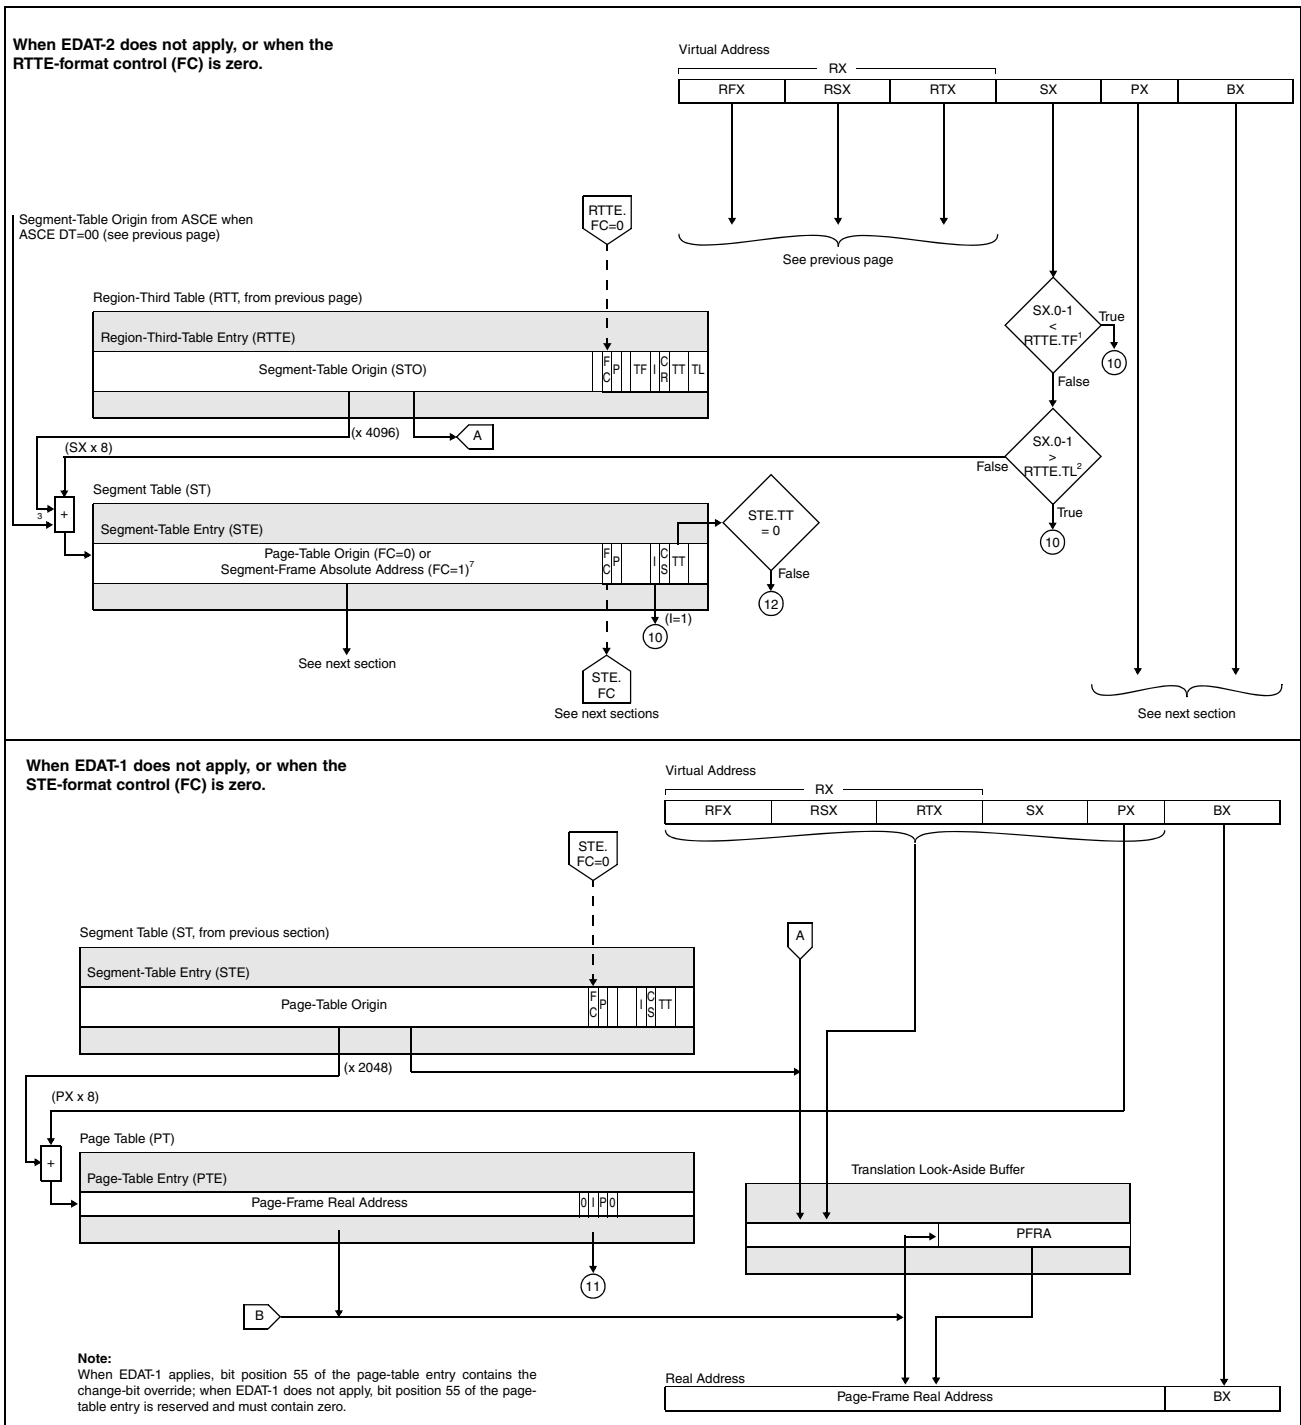 When EDAT-2 does not apply, or when the
RTTE-format control (FC) is zero.
Virtual Address
RX
RFX RSX RTX SX PX BX
RTTE.
FC=0
Segment-Table Origin from ASCE when
ASCE DT=00 (see previous page)
See previous page
Region-Third Table (RTT, from previous page)
Region-Third-Table Entry (RTTE)
Segment-Table Origin (STO)
F
C
P
TF
I
C
R
TT
TL
SX.0-1
<
RTTE.TF1
True
10
False
(x 4096)
A
(SX x 8)
SX.0-1
>
RTTE.TL2
False
True
10
Segment Table (ST)
3
+
Segment-Table Entry (STE)
Page-Table Origin (FC=0) or
Segment-Frame Absolute Address (FC=1)7
F
C
P
I
C
S
TT
STE.TT
= 0
False
12
(I=1)
10
See next section
STE.
FC
See next sections
See next section
When EDAT-1 does not apply, or when the
STE-format control (FC) is zero.
Virtual Address
RX
RFX RSX RTX SX PX BX
STE.
FC=0
Segment Table (ST, from previous section)
A
Segment-Table Entry (STE)
Page-Table Origin
F
C
P
I
C
S
TT
(x 2048)
(PX x 8)
Page Table (PT)
+
Page-Table Entry (PTE)
Page-Frame Real Address
0 I P 0
Translation Look-Aside Buffer
PFRA
11
B
Note:
When EDAT-1 applies, bit position 55 of the page-table entry contains the
change-bit override; when EDAT-1 does not apply, bit position 55 of the page-
table entry is reserved and must contain zero.
Real Address
Page-Frame Real Address BX